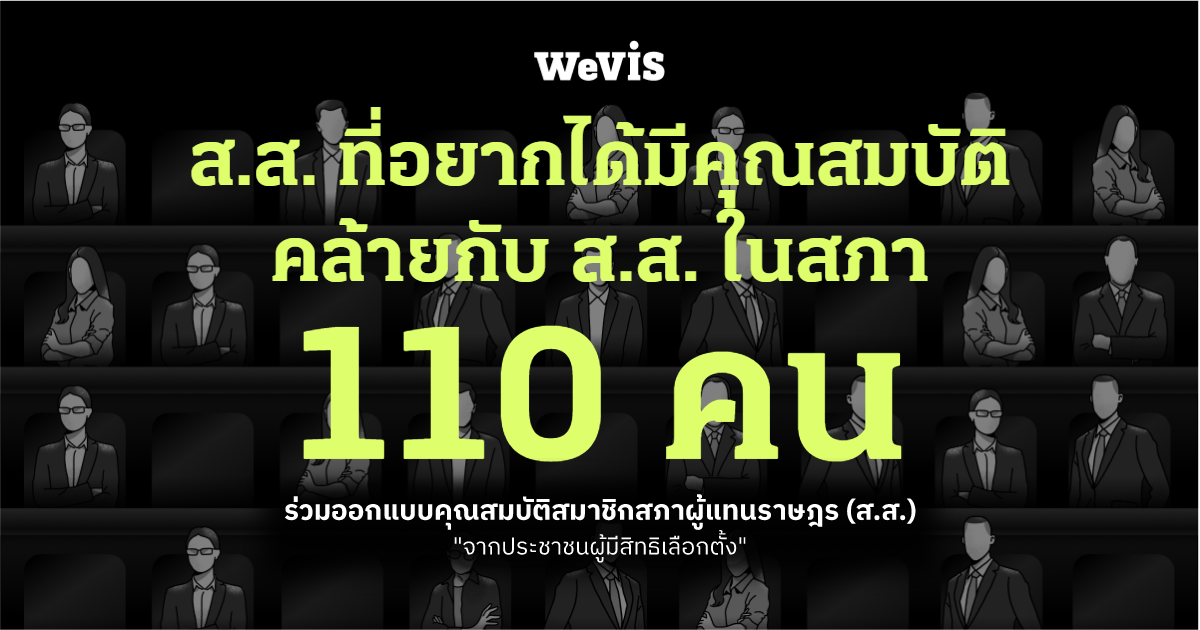 WeVIS
ส.ส. ที่อยากได้มีคุณสมบัติ
คล้ายกับ ส.ส. ในสภา
110 คน
ร่วมออกแบบคุณสมบัติสมาชิกสภาผู้แทนราษฎร (ส.ส.)
"จากประชาชนผู้มีสิทธิเลือกตั้ง"